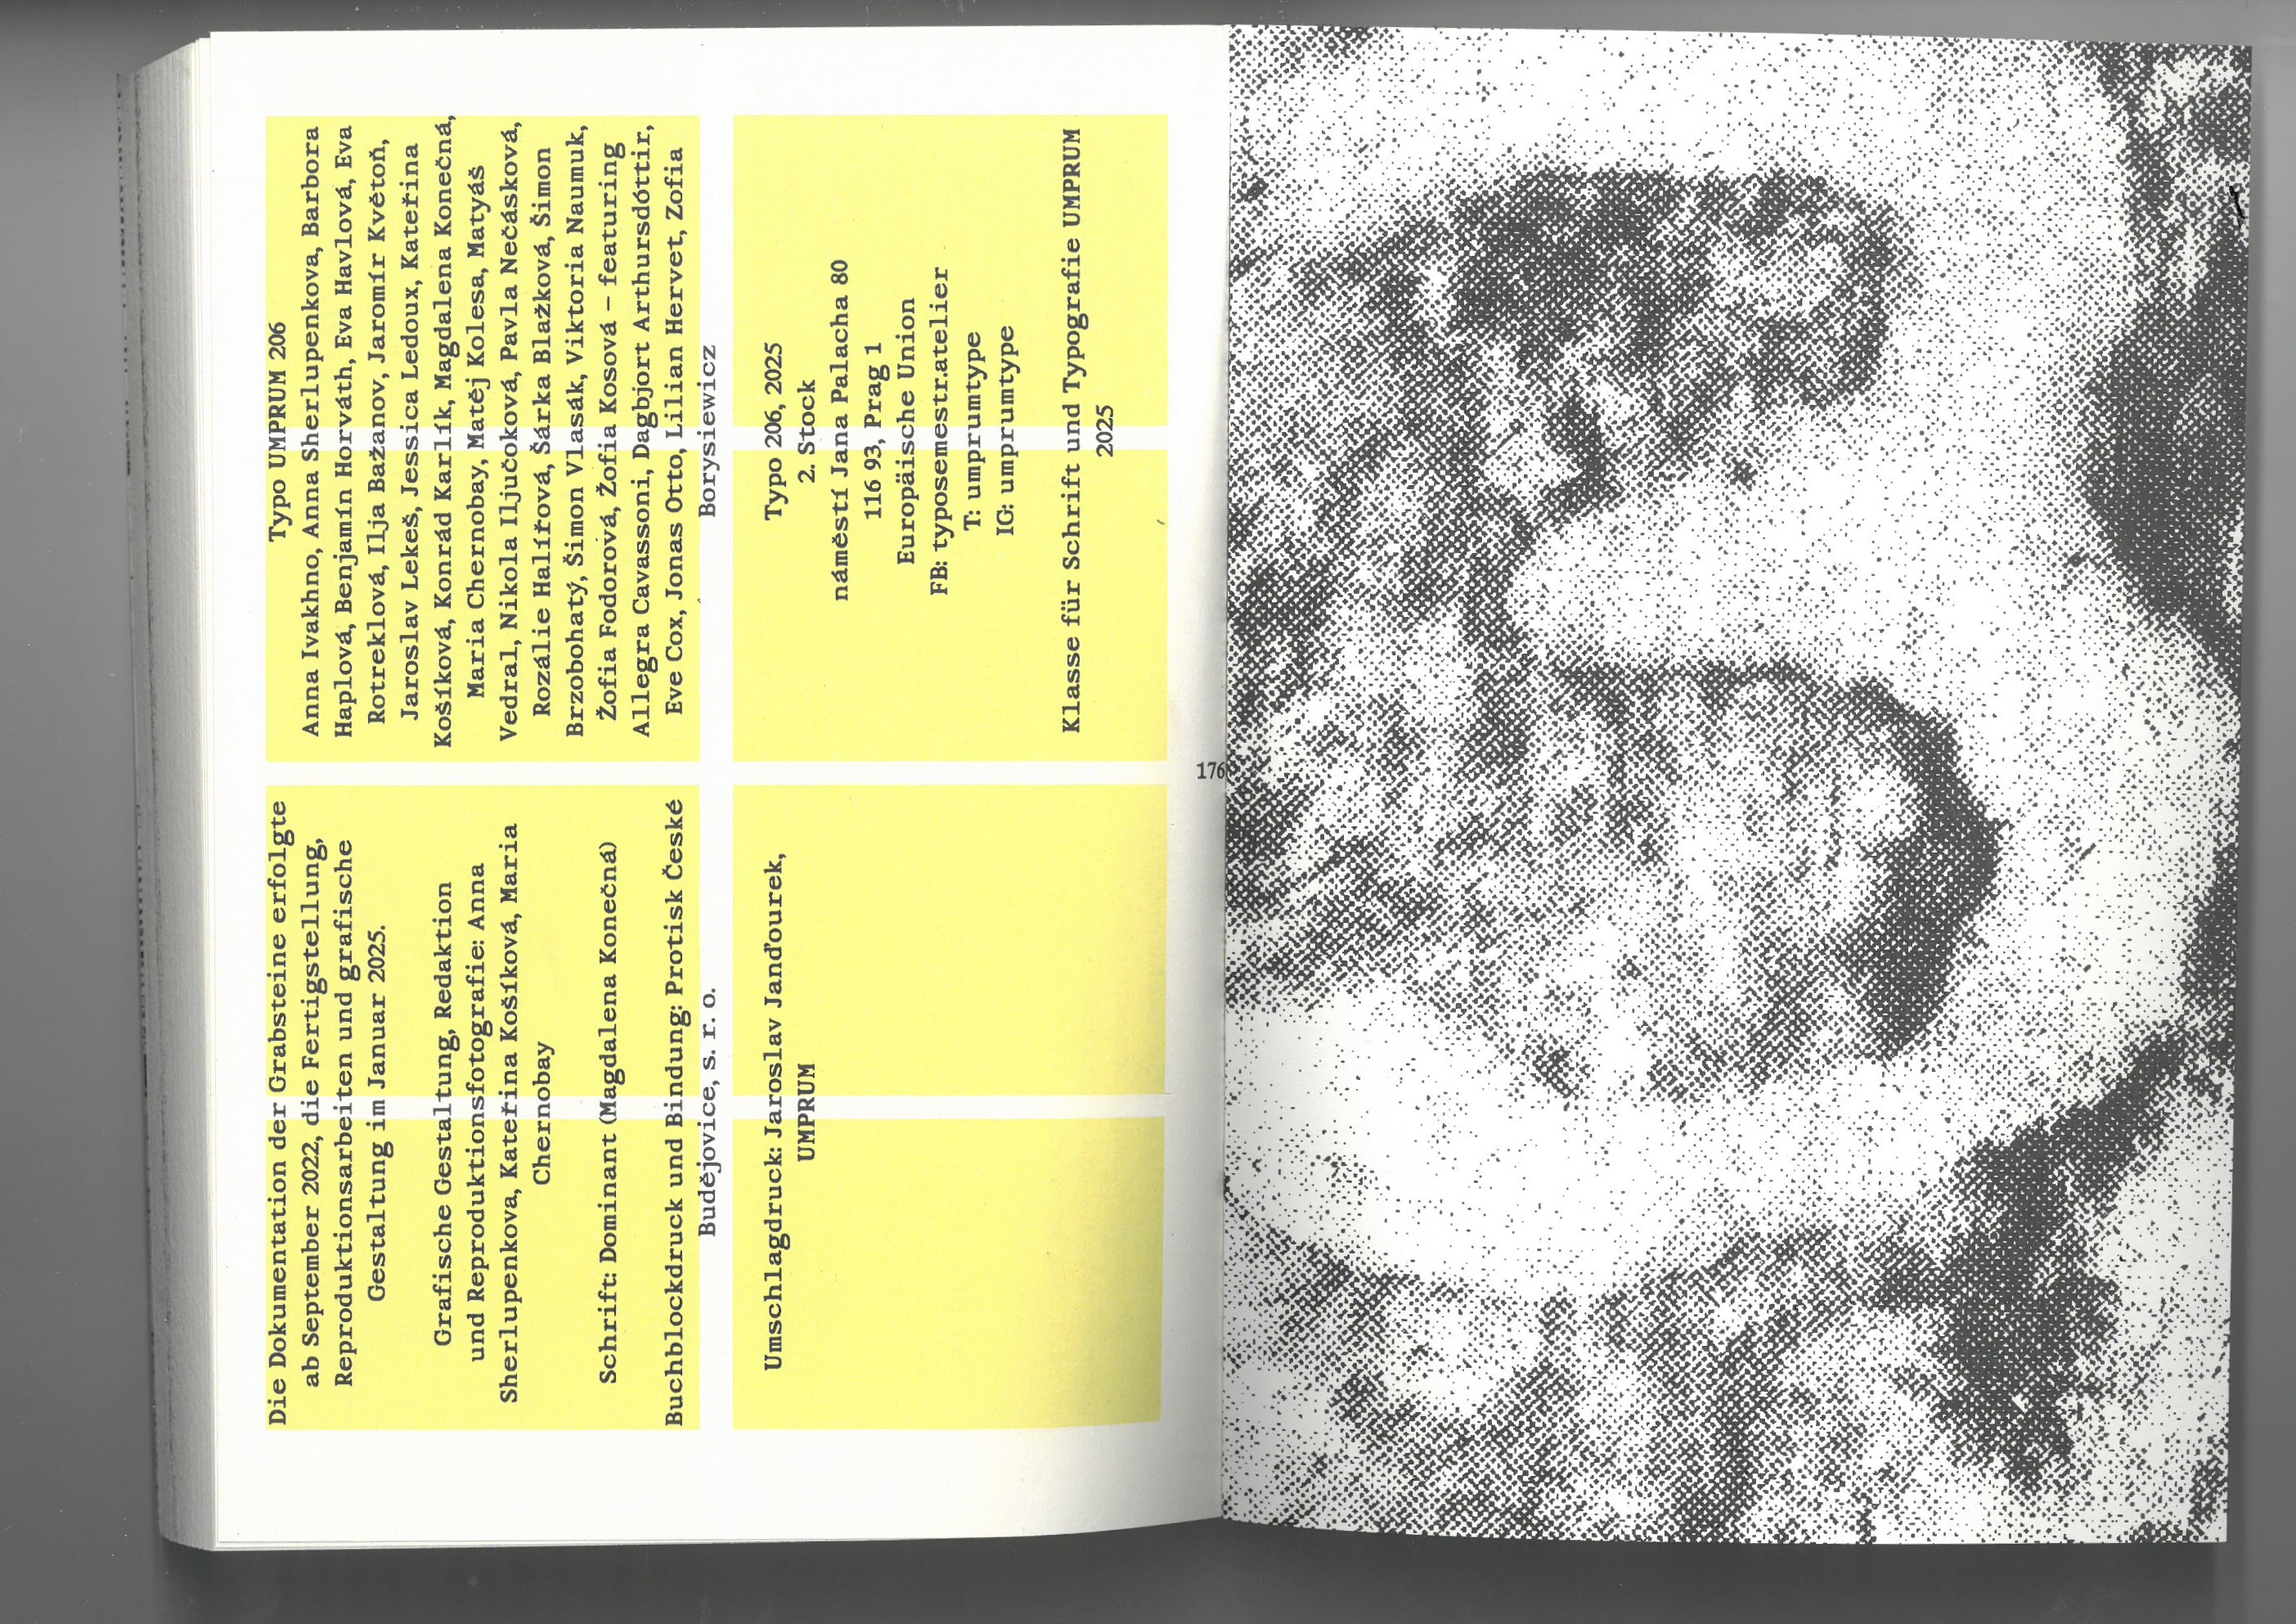 Die Dokumentation der Grabsteine erfolgte
ab September 2022, die Fertigstellung,
Reproduktionsarbeiten und grafische
Gestaltung im Januar 2025.
Grafische Gestaltung, Redaktion
und Reproduktionsfotografie: Anna
Sherlupenkova, Kateřina Košíková, Maria
Chernobay
Schrift: Dominant (Magdalena Konečná)
Buchblockdruck und Bindung: Protisk České
Budějovice, s. r. o.
Umschlagdruck: Jaroslav Janďourek,
UMPRUM
Typo UMPRUM 206
Anna Ivakhno, Anna Sherlupenkova, Barbora
Haplová, Benjamín Horváth, Eva Havlová, Eva
Rotreklová, Ilja Bažanov, Jaromír Květoň,
Jaroslav Lekeš, Jessica Ledoux, Kateřina
Košíková, Konrád Karlík, Magdalena Konečná,
Maria Chernobay, Matěj Kolesa, Matyáš
Vedral, Nikola Iljučoková, Pavla Nečásková,
Rozálie Halířová, Šárka Blažková, Šimon
Brzobohatý, Šimon Vlasák, Viktoria Naumuk,
Žofia Fodorová, Žofia Kosová – featuring
Allegra Cavassoni, Dagbjort Arthursdóttir,
Eve Cox, Jonas Otto, Lilian Hervet, Zofia
Borysiewicz
Typo 206, 2025
2. Stock
náměstí Jana Palacha 80
116 93, Prag 1
Europäische Union
FB: typosemestr.atelier
T: umprumtype
IG: umprumtype
Klasse für Schrift und Typografie UMPRUM
2025
176